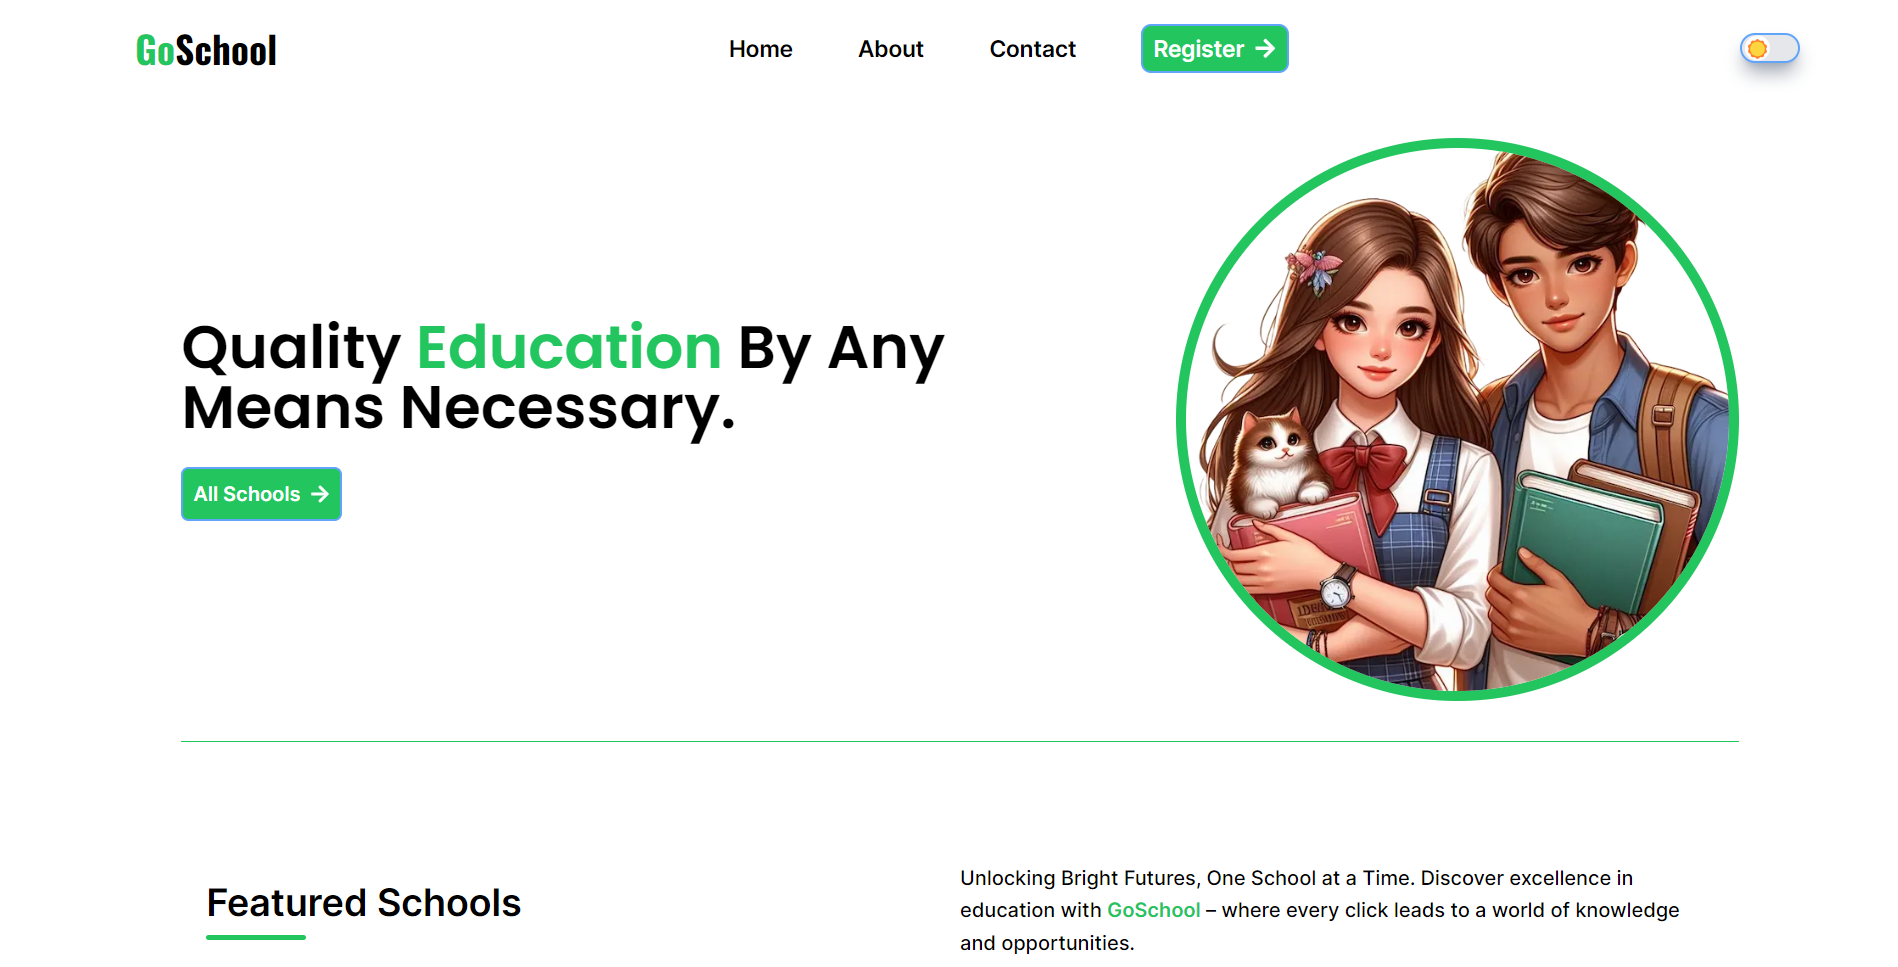 GoSchool
Home
About
Contact
Register
Quality Education By Any
Means Necessary.
All Schools
Featured Schools
Unlocking Bright Futures, One School at a Time. Discover excellence in
education with GoSchool – where every click leads to a world of knowledge
and opportunities.